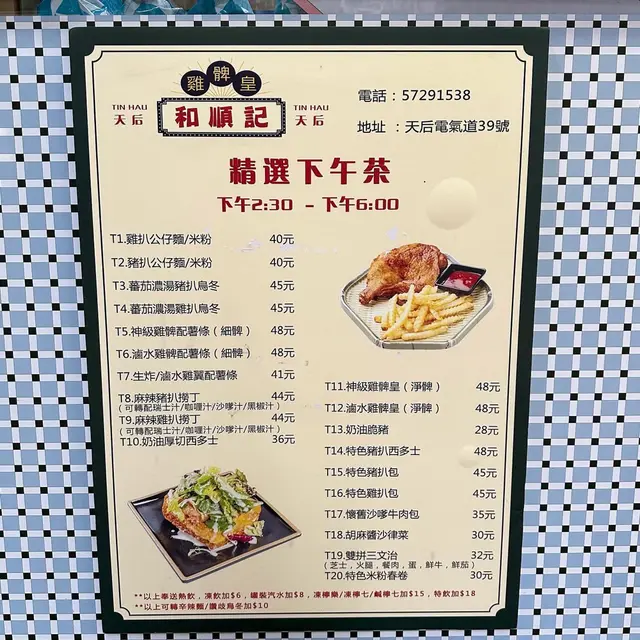 雞髀皇
TIN HAU 天后
和順記
TIN HAU 天后
電話：57291538
地址：天后電氣道39號
精選下午茶
下午2:30 - 下午6:00
T1.雞扒公仔麵/米粉 40元
T2.豬扒公仔麵/米粉 40元
T3.蕃茄濃湯豬扒烏冬 45元
T4.蕃茄濃湯雞扒烏冬 45元
T5.神級雞髀配薯條（細髀） 48元
T6.滷水雞髀配薯條（細髀） 48元
T7.生炸/滷水雞翼配薯條 41元
T8.麻辣豬扒撈丁 44元
（可轉配瑞士汁/咖喱汁/沙嗲汁/黑椒汁）
T9.麻辣雞扒撈丁 44元
（可轉配瑞士汁/咖喱汁/沙嗲汁/黑椒汁）
T10.奶油厚切西多士 36元
T11.神級雞髀皇（淨髀） 48元
T12.滷水雞髀皇（淨髀） 48元
T13.奶油脆豬 28元
T14.特色豬扒西多士 48元
T15.特色豬扒包 45元
T16.特色雞扒包 45元
T17.懷舊沙嗲牛肉包 35元
T18.胡麻醬沙律菜 30元
T19.雙拼三文治 32元
（芝士，火腿，餐肉，蛋，鮮牛，鮮茄）
T20.特色米粉春卷 30元
**以上奉送熱飲，凍飲加$6，罐裝汽水加$8，凍檸樂/凍檸七/鹹檸七加$15，特飲加$18
**以上可轉辛辣麵/讚歧烏冬加$10